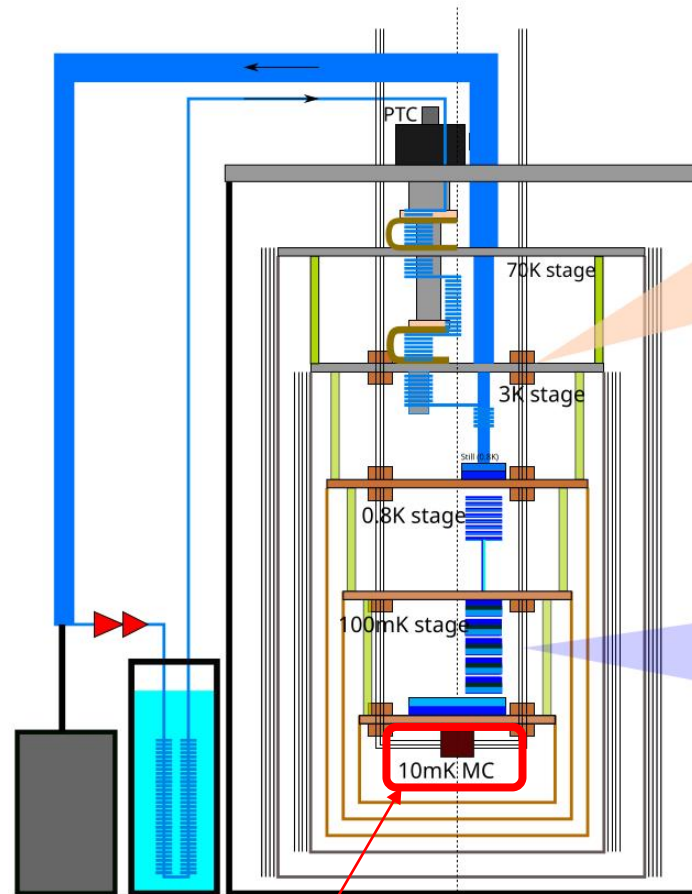 PTC
70K stage
3K stage
Still (0.8K)
0.8K stage
100mK stage
10mK MC